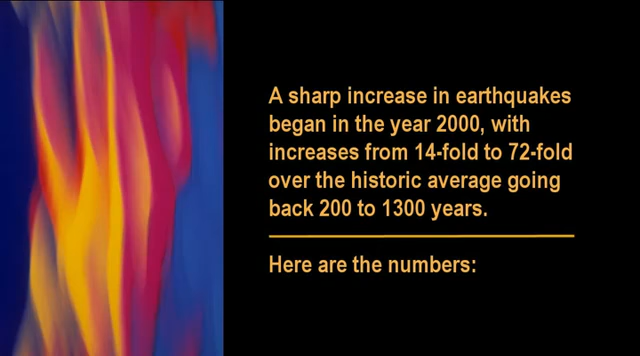 A sharp increase in earthquakes
began in the year 2000, with
increases from 14-fold to 72-fold
over the historic average going
back 200 to 1300 years.
Here are the numbers: